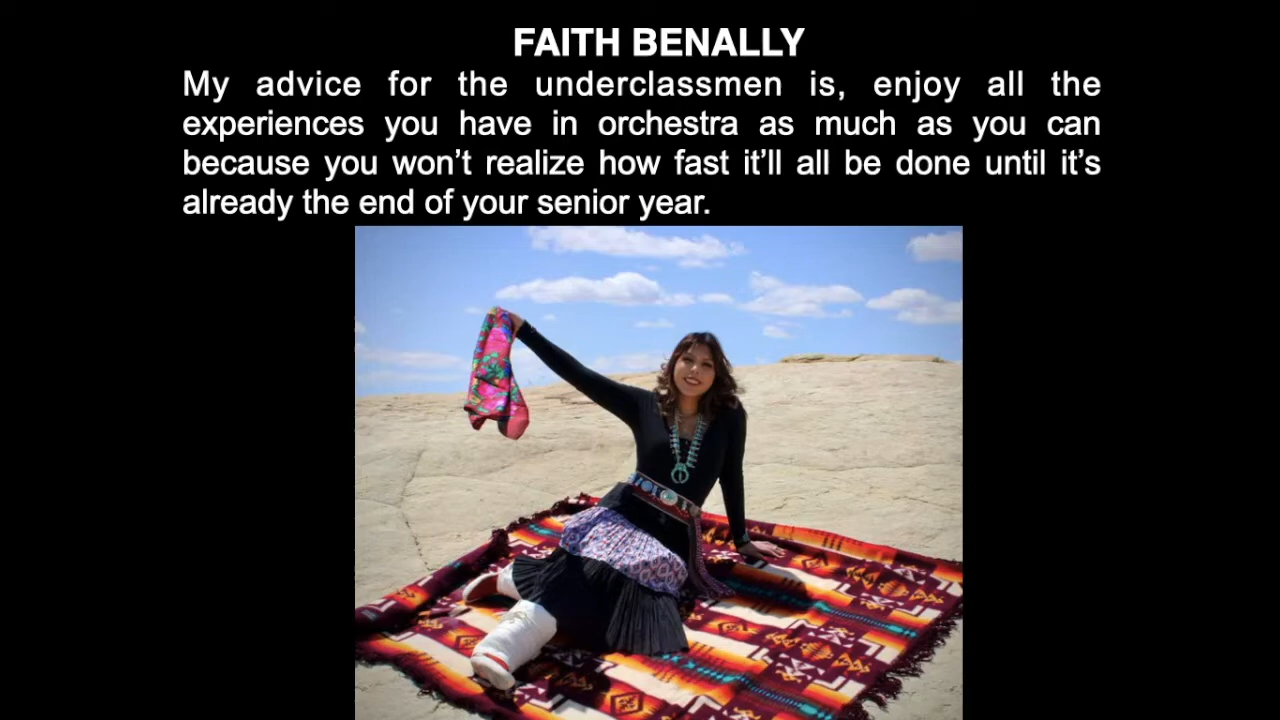 FAITH BENALLY
My advice for the underclassmen is, enjoy all the
experiences you have in orchestra as much as you can
because you won’t realize how fast it’ll all be done until it’s
already the end of your senior year.